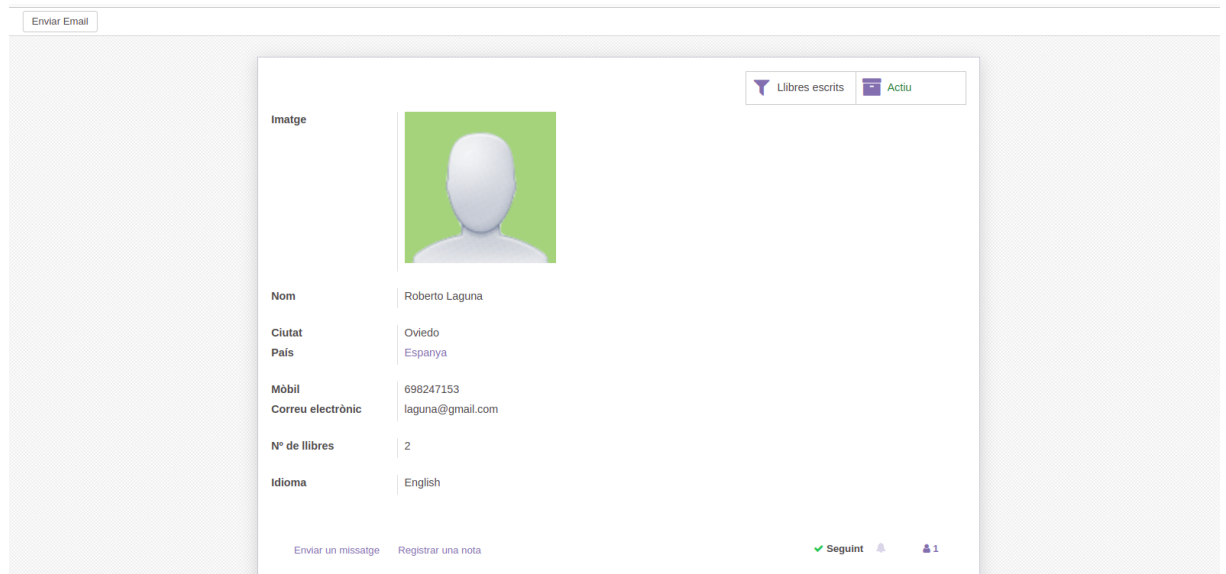 Enviar Email
Llibres escrits Actiu
Imatge
Nom Roberto Laguna
Ciutat Oviedo
País Espanya
Mòbil 698247153
Correu electrònic laguna@gmail.com
Nº de llibres 2
Idioma English
Enviar un missatge Registrar una nota Seguint 1